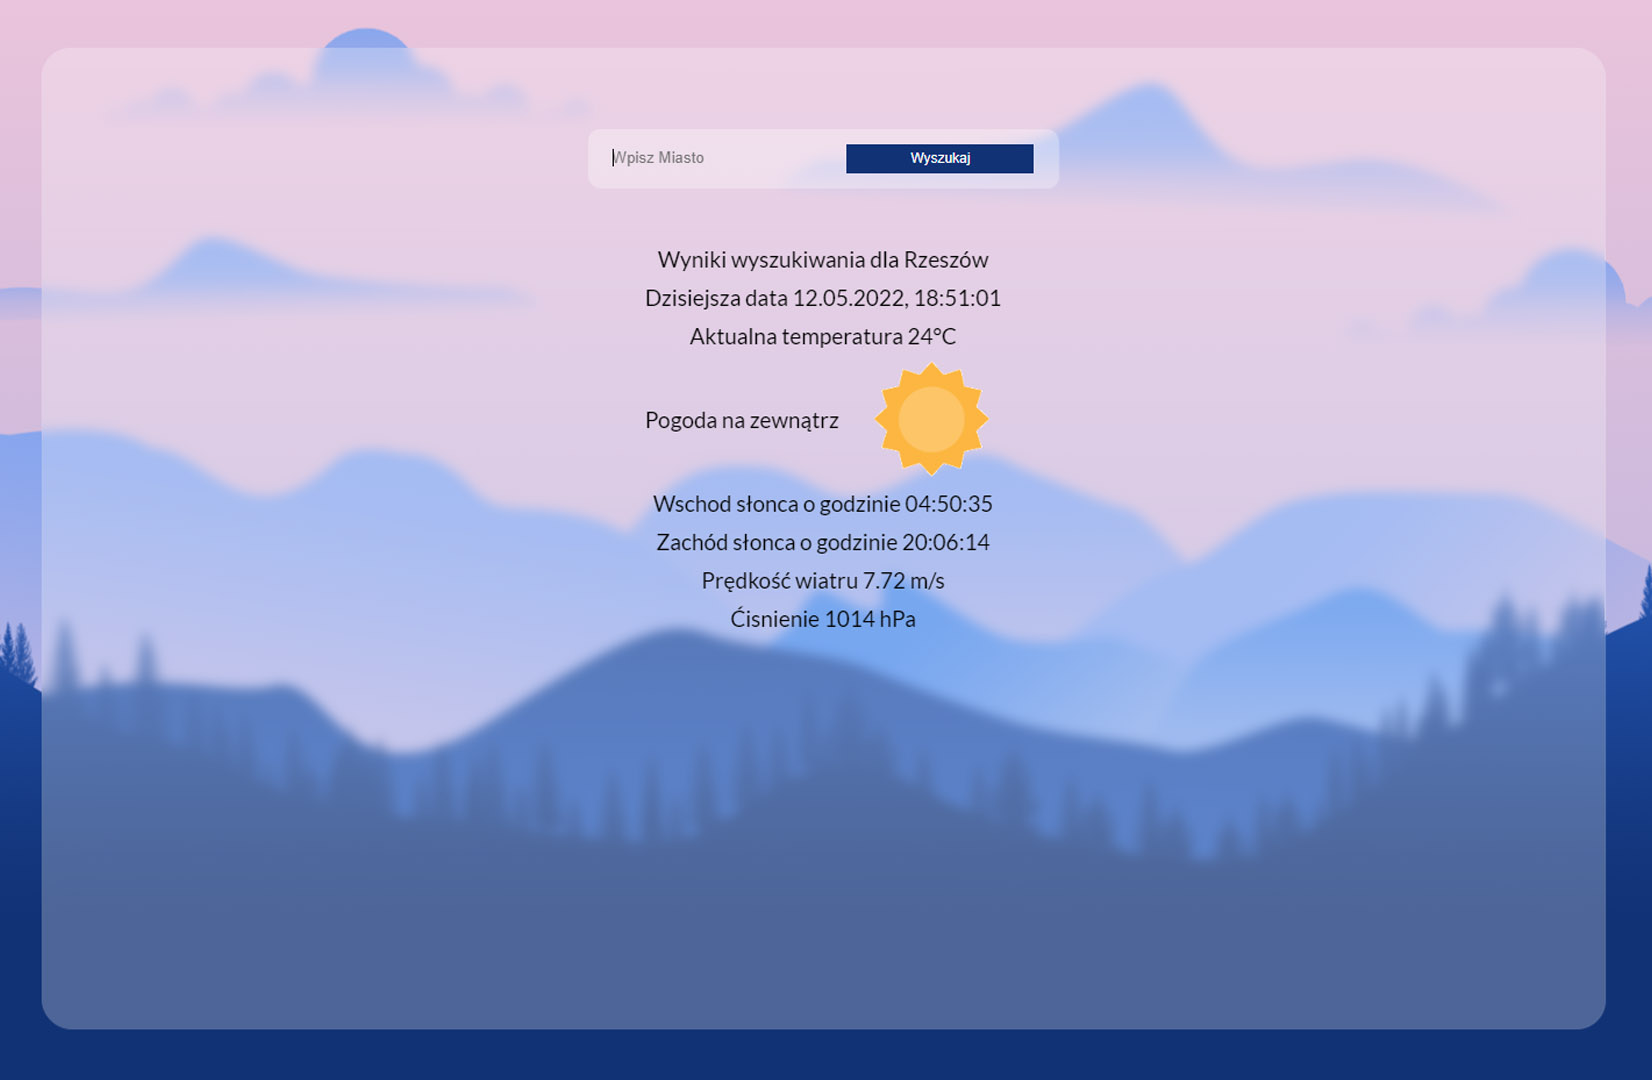 Wpisz Miasto
Wyszukaj
Wyniki wyszukiwania dla Rzeszów
Dzisiejsza data 12.05.2022, 18:51:01
Aktualna temperatura 24°C
Pogoda na zewnątrz
Wschod słonca o godzinie 04:50:35
Zachód słonca o godzinie 20:06:14
Prędkość wiatru 7.72 m/s
Ćisnienie 1014 hPa